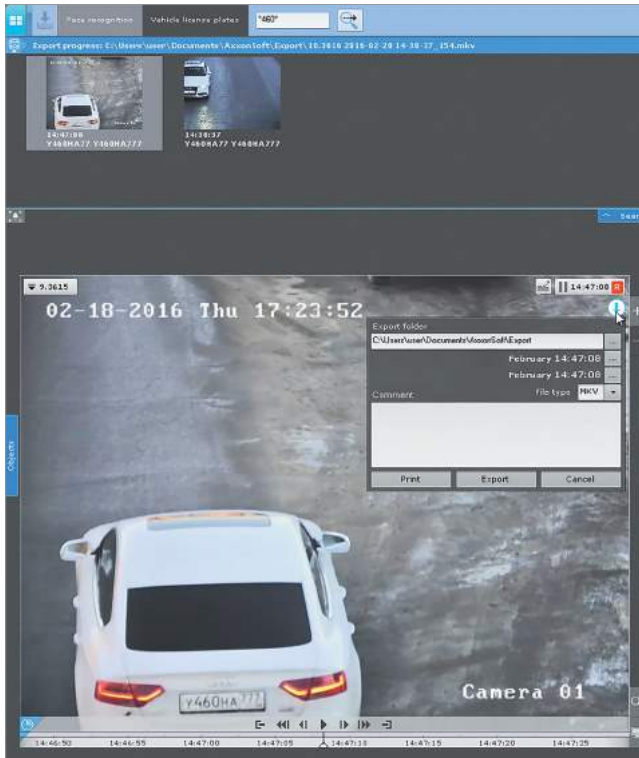 Face recognition Vehicle license plates *460*
Export progress: C:\Users\user\Documents\AxxonSoft\Export\10.3616 2016-02-20 14-38-37_154.mkv
14:47:08
Y460HA77 Y460HA777
14:38:37
Y460HA77 Y460HA777
Sear
9.3615
14:47:08 R
02-18-2016 Thu 17:23:52
Export folder
C:\Users\user\Documents\AxxonSoft\Export ...
February 14:47:08 ...
February 14:47:08 ...
Comment File type MKV
Print Export Cancel
Objects
У460НА 777
Camera 01
14:46:50 14:46:55 14:47:00 14:47:05 14:47:10 14:47:15 14:47:20 14:47:25